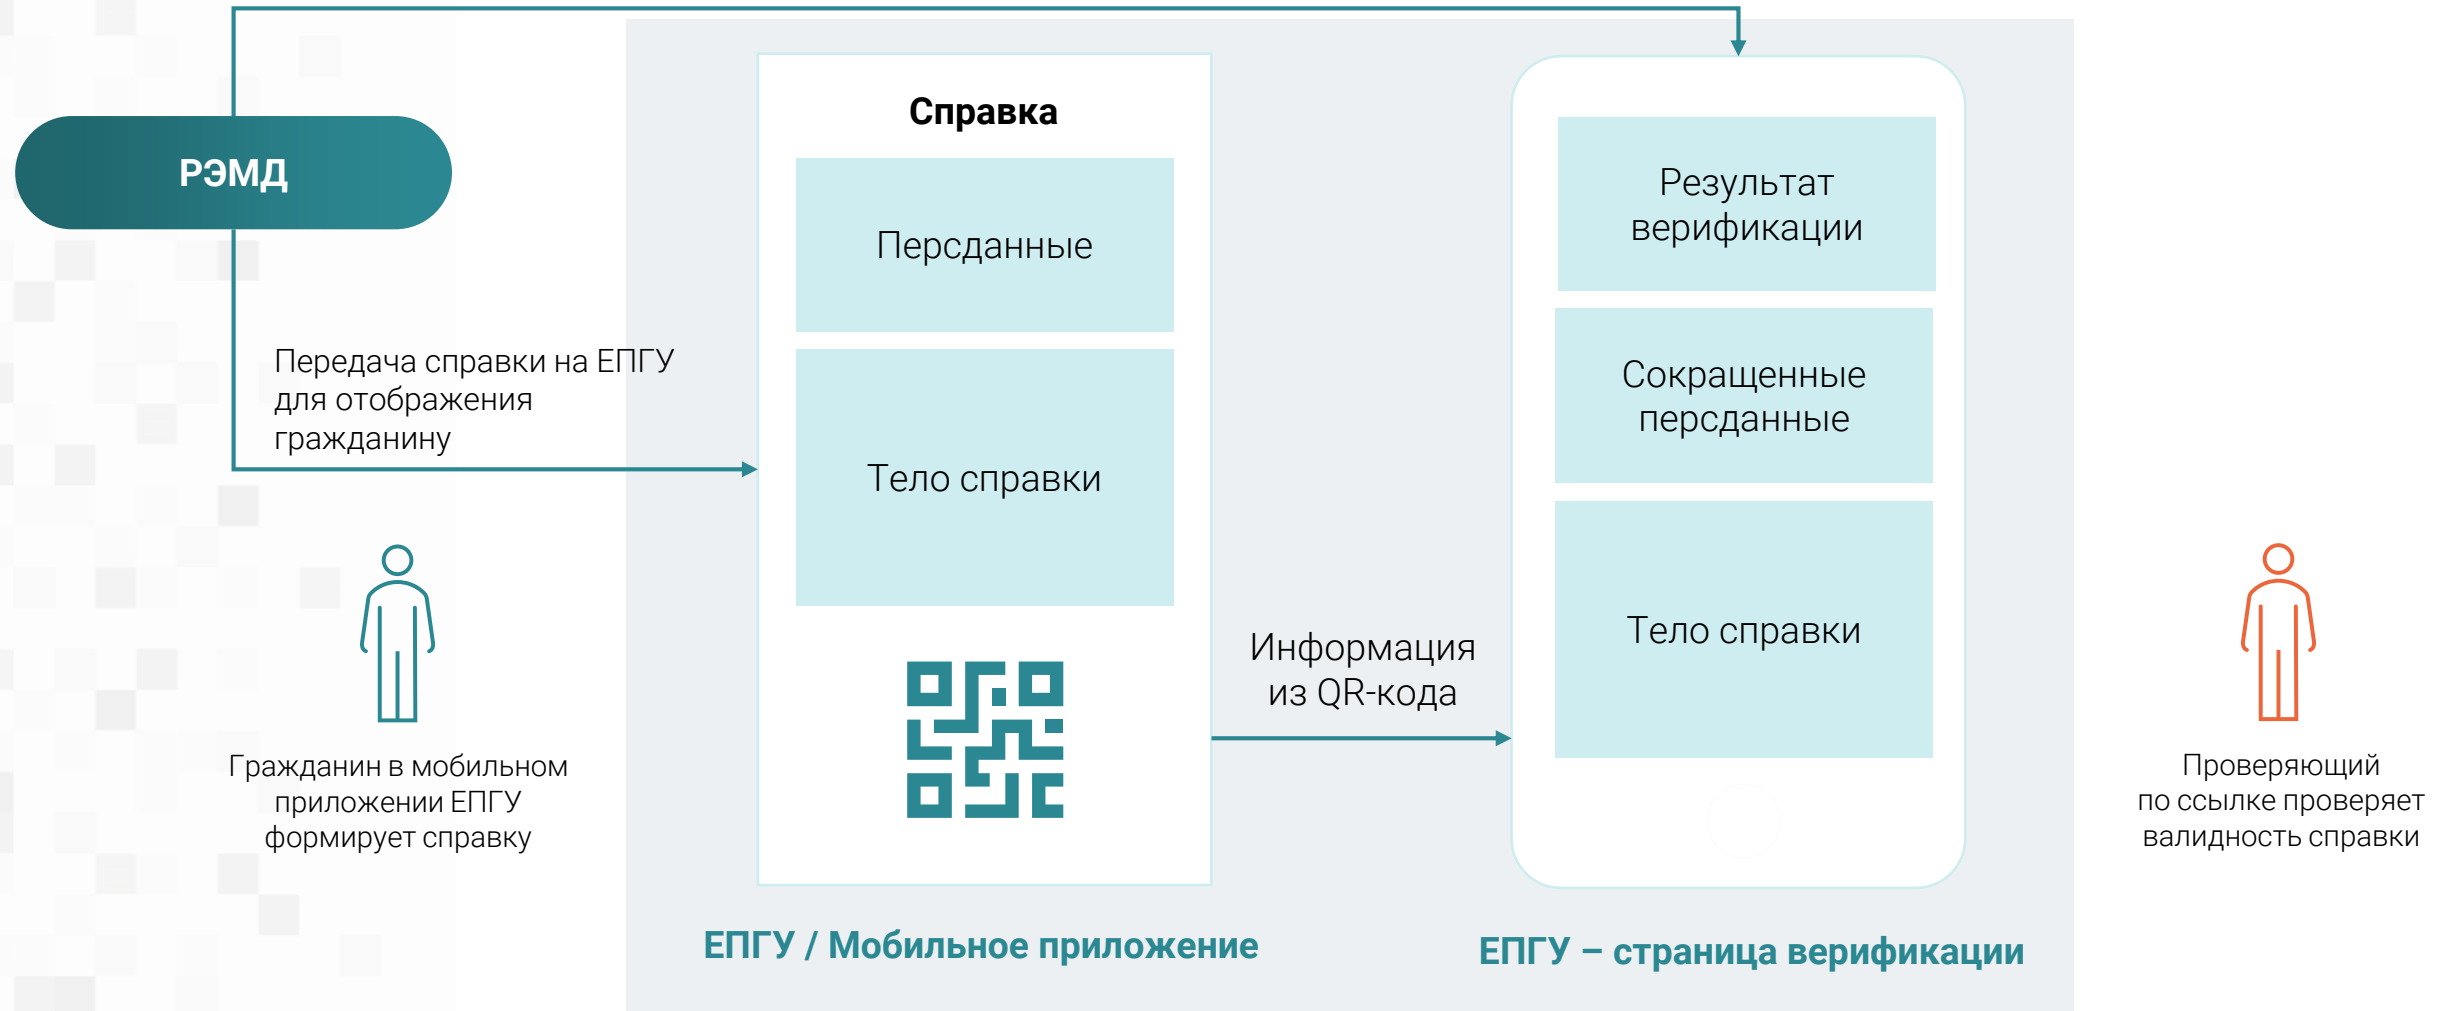 РЭМД
Передача справки на ЕПГУ
для отображения
гражданину
Гражданин в мобильном
приложении ЕПГУ
формирует справку
Справка
Персданные
Тело справки
ЕПГУ / Мобильное приложение
Информация
из QR-кода
Результат
верификации
Сокращенные
персданные
Тело справки
ЕПГУ – страница верификации
Проверяющий
по ссылке проверяет
валидность справки